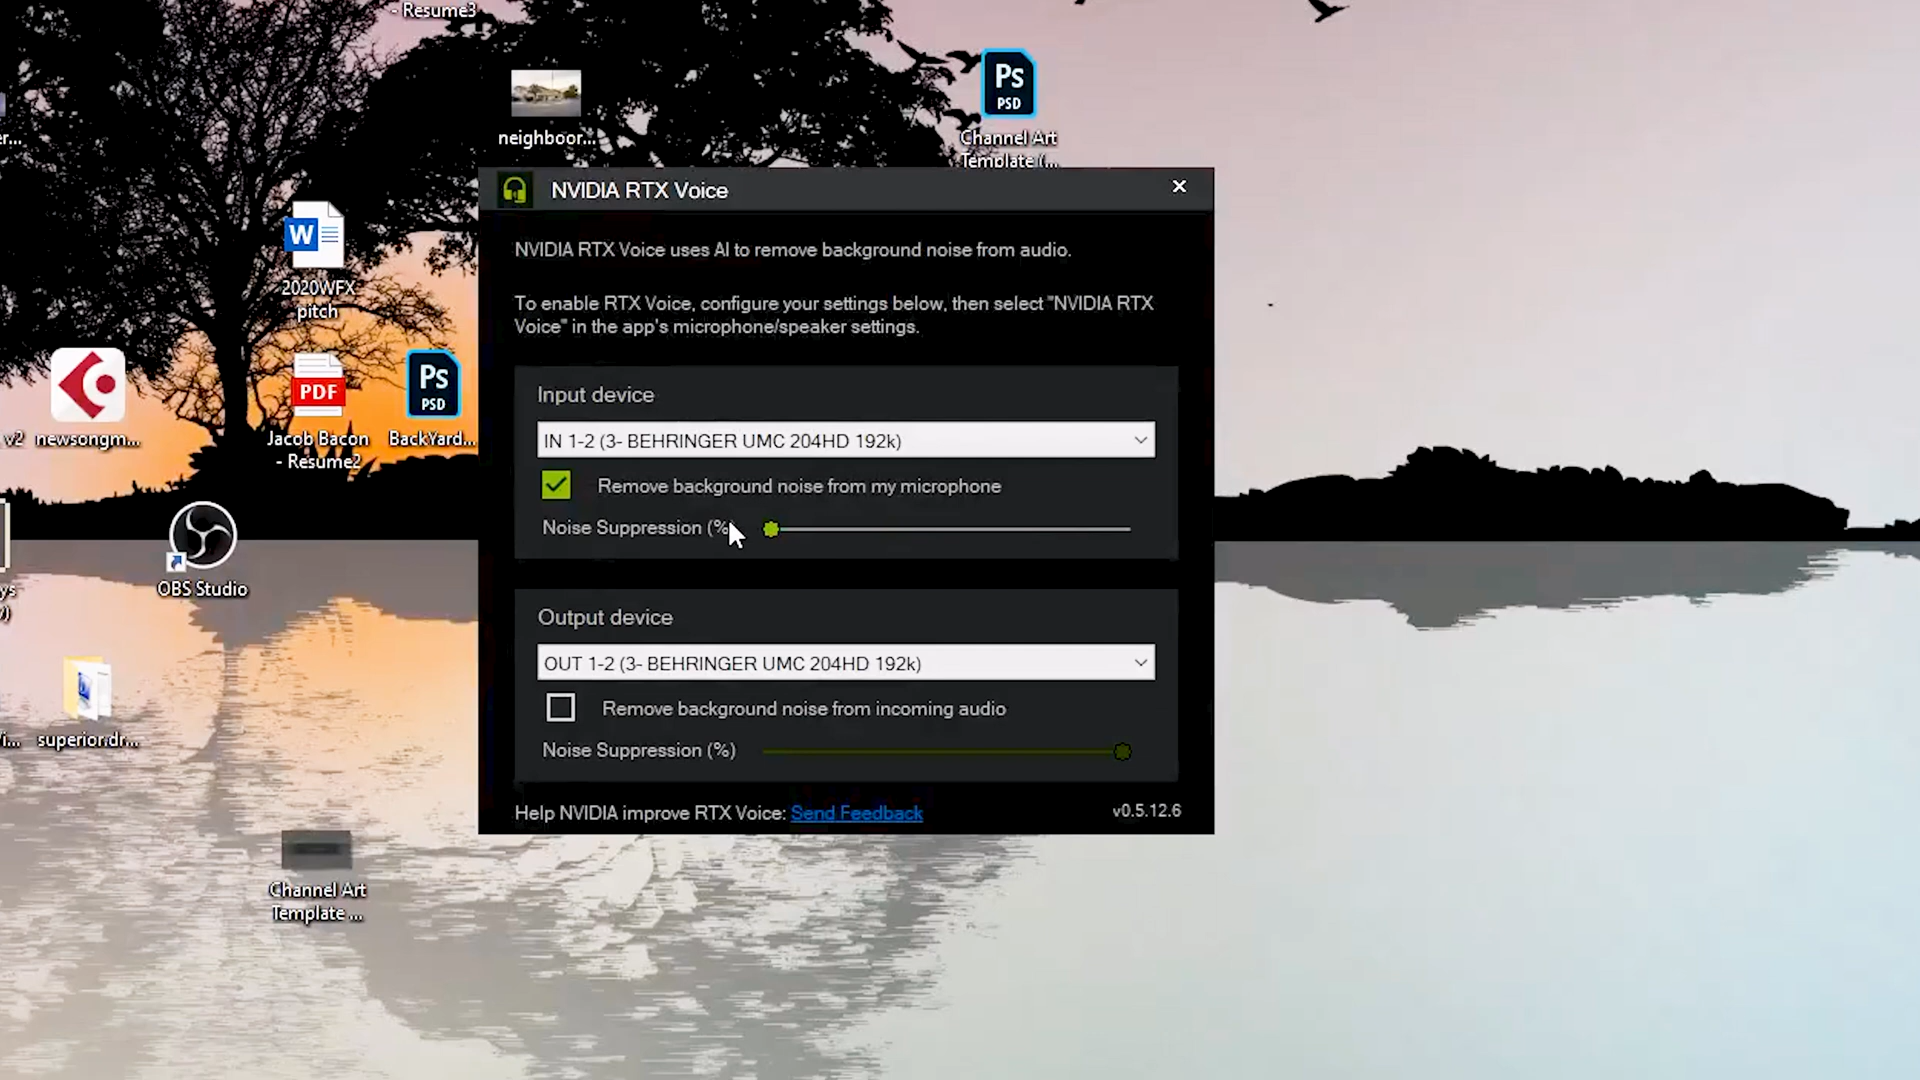 - Resume3
neighboor...
Ps
PSD
Channel Art
Template (...
W
2020WFX
pitch
v2
newsongm...
PDF
Jacob Bacon
- Resume2
Ps
PSD
BackYard...
OBS Studio
superior.dr...
Channel Art
Template ...
NVIDIA RTX Voice
NVIDIA RTX Voice uses AI to remove background noise from audio.
To enable RTX Voice, configure your settings below, then select "NVIDIA RTX
Voice" in the app's microphone/speaker settings.
Input device
IN 1-2 (3- BEHRINGER UMC 204HD 192k)
Remove background noise from my microphone
Noise Suppression (%
Output device
OUT 1-2 (3- BEHRINGER UMC 204HD 192k)
Remove background noise from incoming audio
Noise Suppression (%)
Help NVIDIA improve RTX Voice: Send Feedback
v0.5.12.6